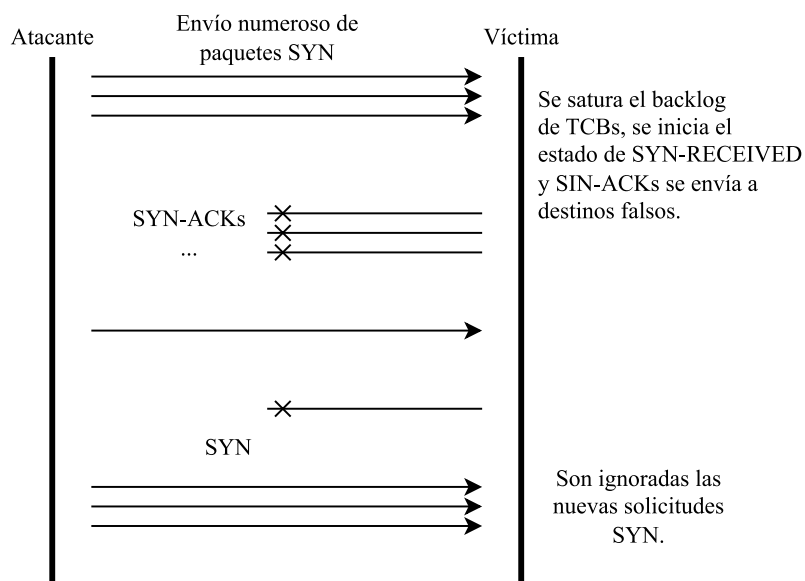 Atacante
Envío numeroso de
paquetes SYN
Víctima
Se satura el backlog
de TCBs, se inicia el
estado de SYN-RECEIVED
y SIN-ACKs se envía a
destinos falsos.
SYN-ACKs
...
SYN
Son ignoradas las
nuevas solicitudes
SYN.